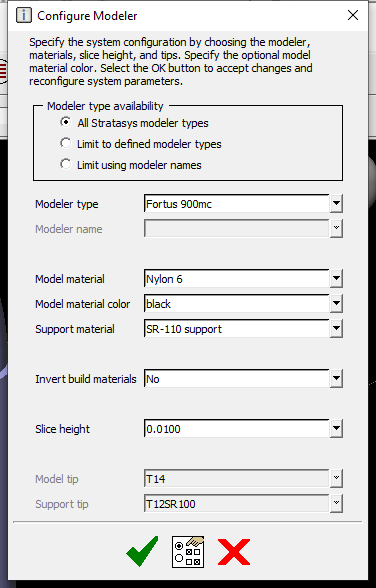 Configure Modeler
Specify the system configuration by choosing the modeler,
materials, slice height, and tips. Specify the optional model
material color. Select the OK button to accept changes and
reconfigure system parameters.
Modeler type availability
All Stratasys modeler types
Limit to defined modeler types
Limit using modeler names
Modeler type Fortus 900mc
Modeler name
Model material Nylon 6
Model material color black
Support material SR-110 support
Invert build materials No
Slice height 0.0100
Model tip T14
Support tip T12SR100